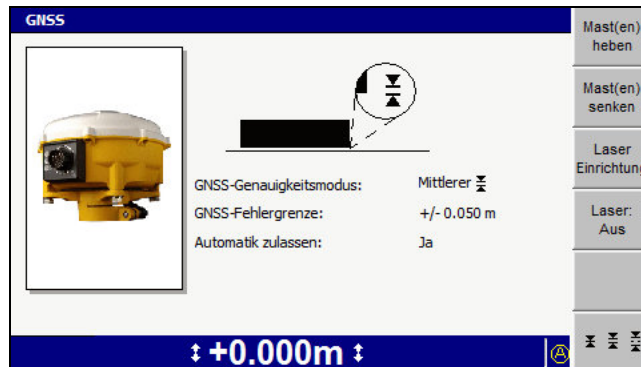 GNSS
Mast(en)
heben
Mast(en)
senken
Laser
Einrichtung
Laser:
Aus
GNSS-Genauigkeitsmodus: Mittlerer
GNSS-Fehlergrenze: +/- 0.050 m
Automatik zulassen: Ja
+0.000m
A